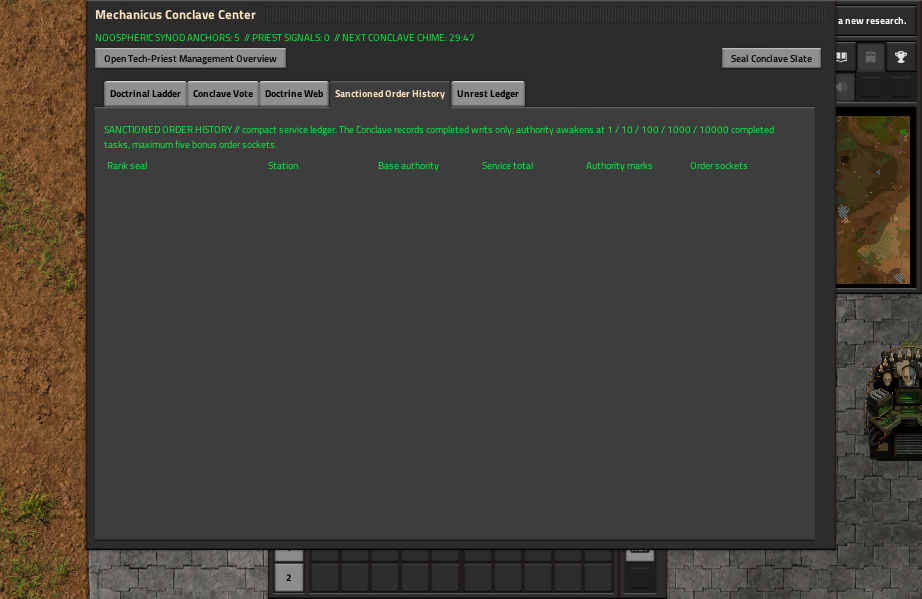 Mechanicus Conclave Center
a new research.
NOOSPHERIC SYNOD ANCHORS: 5 // PRIEST SIGNALS: 0 // NEXT CONCLAVE CHIME: 29:47
Open Tech-Priest Management Overview
Seal Conclave Slate
Doctrinal Ladder
Conclave Vote
Doctrine Web
Sanctioned Order History
Unrest Ledger
SANCTIONED ORDER HISTORY // compact service ledger. The Conclave records completed writs only; authority awakens at 1 / 10 / 100 / 1000 / 10000 completed
tasks, maximum five bonus order sockets.
Rank seal Station Base authority Service total Authority marks Order sockets
2